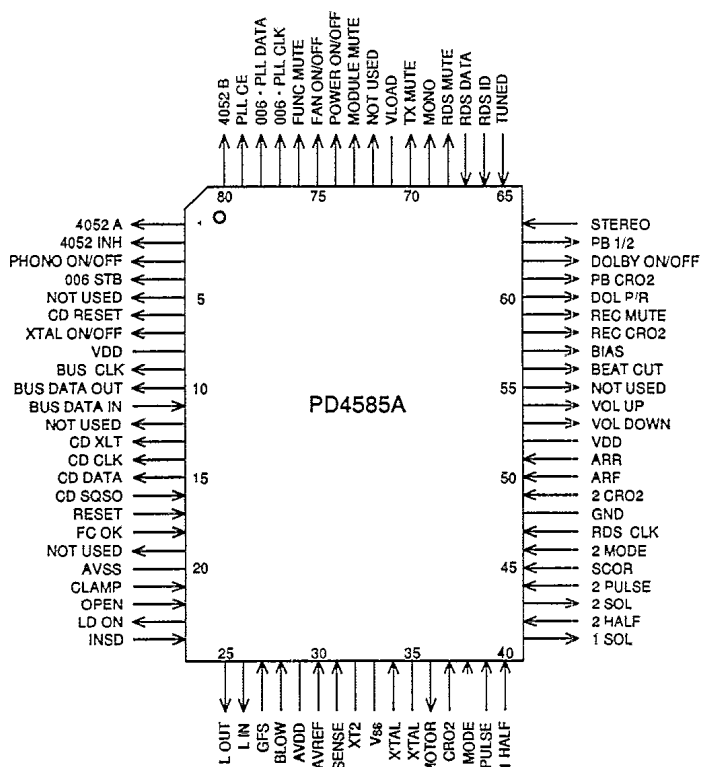 4052 B
PLL CE
006 · PLL DATA
006 · PLL CLK
FUNC MUTE
FAN ON/OFF
POWER ON/OFF
MODULE MUTE
NOT USED
VLOAD
TX MUTE
MONO
RDS MUTE
RDS DATA
RDS ID
TUNED
80
75
70
65
4052 A
4052 INH
PHONO ON/OFF
006 STB
NOT USED
CD RESET
XTAL ON/OFF
VDD
BUS CLK
BUS DATA OUT
BUS DATA IN
NOT USED
CD XLT
CD CLK
CD DATA
CD SQSO
RESET
FC OK
NOT USED
AVSS
CLAMP
OPEN
LD ON
INSD
5
10
15
20
PD4585A
60
55
50
45
STEREO
PB 1/2
DOLBY ON/OFF
PB CRO2
DOL P/R
REC MUTE
REC CRO2
BIAS
BEAT CUT
NOT USED
VOL UP
VOL DOWN
VDD
ARR
ARF
2 CRO2
GND
RDS CLK
2 MODE
SCOR
2 PULSE
2 SOL
2 HALF
1 SOL
25
30
35
40
L OUT
L IN
GFS
BLOW
AVDD
AVREF
SENSE
XT2
Vss
XTAL
XTAL
MOTOR
CRO2
MODE
PULSE
1 HALF